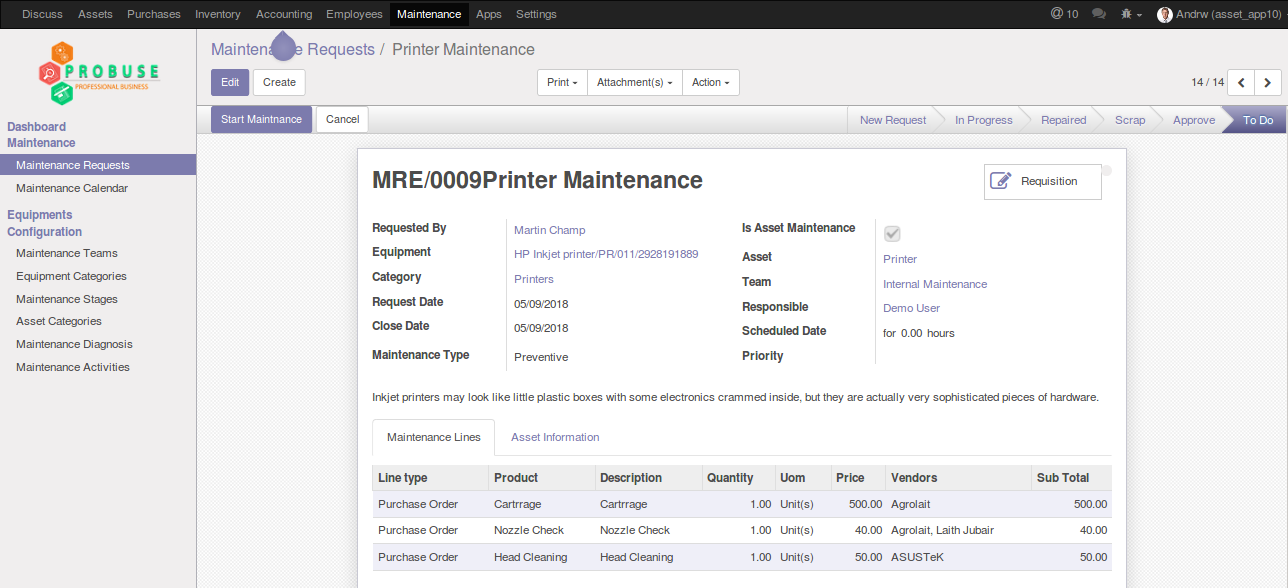 Discuss Assets Purchases Inventory Accounting Employees Maintenance Apps Settings @ 10 Andrw (asset_app10)
PROBUSE
PROFESSIONAL BUSINESS
Maintenance Requests / Printer Maintenance
Edit Create Print Attachment(s) Action 14 / 14
Start Maintnance Cancel New Request In Progress Repaired Scrap Approve To Do
Dashboard
Maintenance
Maintenance Requests
Maintenance Calendar
Equipments
Configuration
Maintenance Teams
Equipment Categories
Maintenance Stages
Asset Categories
Maintenance Diagnosis
Maintenance Activities
MRE/0009Printer Maintenance
Requisition
Requested By Martin Champ
Equipment HP Inkjet printer/PR/011/2928191889
Category Printers
Request Date 05/09/2018
Close Date 05/09/2018
Maintenance Type Preventive
Is Asset Maintenance
Asset Printer
Team Internal Maintenance
Responsible Demo User
Scheduled Date for 0.00 hours
Priority
Inkjet printers may look like little plastic boxes with some electronics crammed inside, but they are actually very sophisticated pieces of hardware.
Maintenance Lines Asset Information
Line type Product Description Quantity Uom Price Vendors Sub Total
Purchase Order Cartrrage Cartrrage 1.00 Unit(s) 500.00 Agrolait 500.00
Purchase Order Nozzle Check Nozzle Check 1.00 Unit(s) 40.00 Agrolait, Laith Jubair 40.00
Purchase Order Head Cleaning Head Cleaning 1.00 Unit(s) 50.00 ASUSTeK 50.00